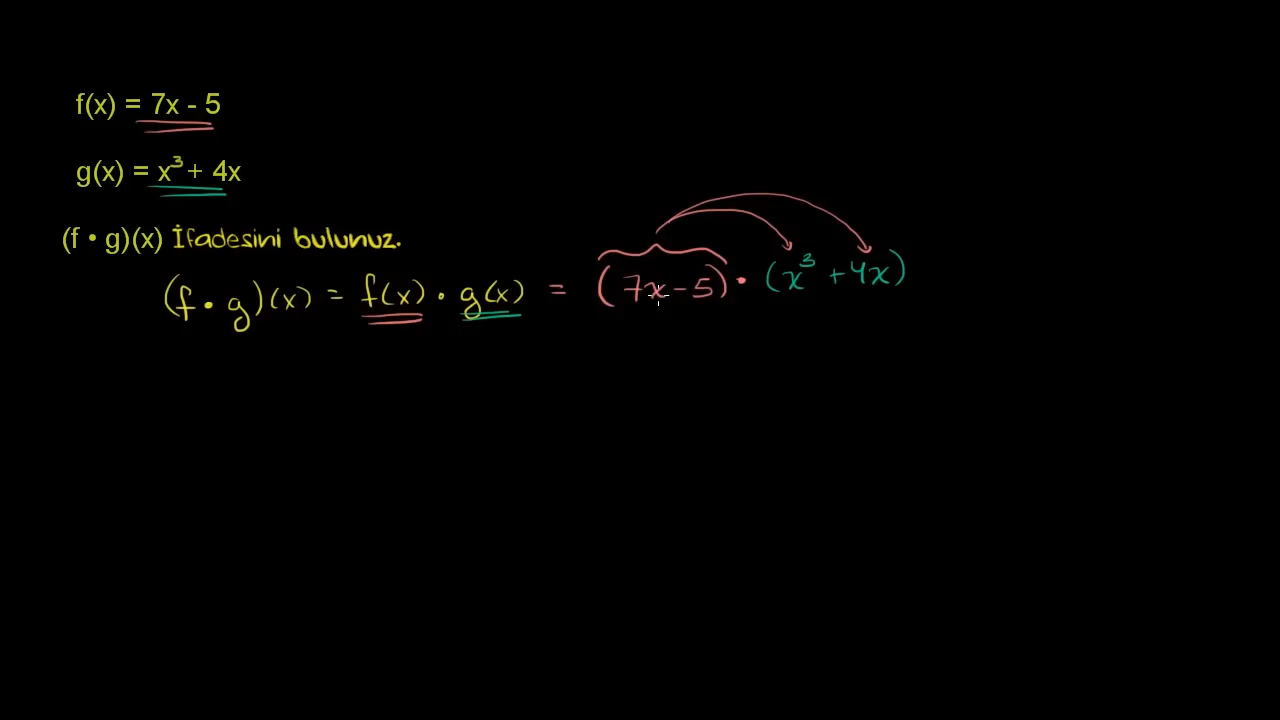 f(x) = 7x - 5
g(x) = x³ + 4x
(f • g)(x) İfadesini bulunuz.
(f • g)(x) = f(x) • g(x) = (7x - 5) • (x³ + 4x)